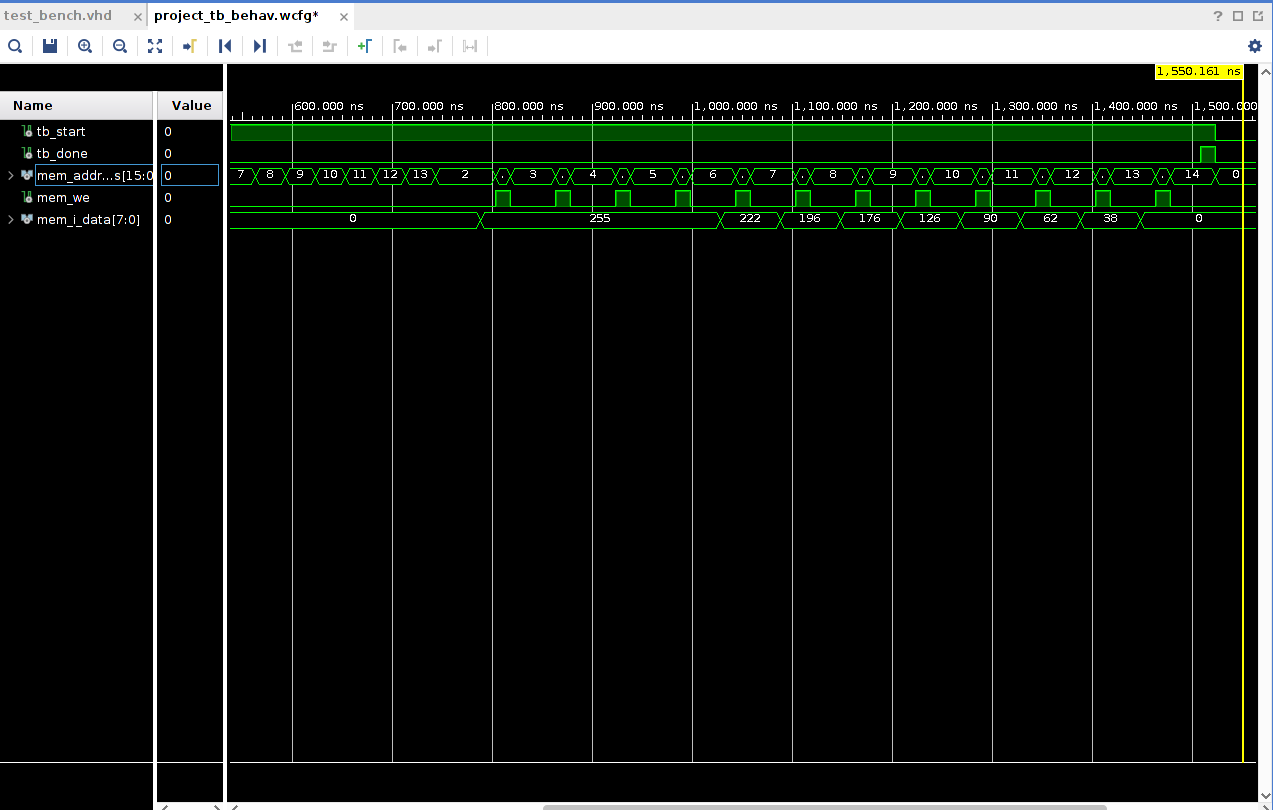 test_bench.vhd × project_tb_behav.wcfg* ×
?
1,550.161 ns
Name Value
600.000 ns 700.000 ns 800.000 ns 900.000 ns 1,000.000 ns 1,100.000 ns 1,200.000 ns 1,300.000 ns 1,400.000 ns 1,500.000
tb_start 0
tb_done 0
mem_addr...s[15:0 0 7 8 9 10 11 12 13 2 . 3 . 4 . 5 . 6 . 7 . 8 . 9 . 10 . 11 . 12 . 13 . 14 0
mem_we 0
mem_i_data[7:0] 0 0 255 222 196 176 126 90 62 38 0